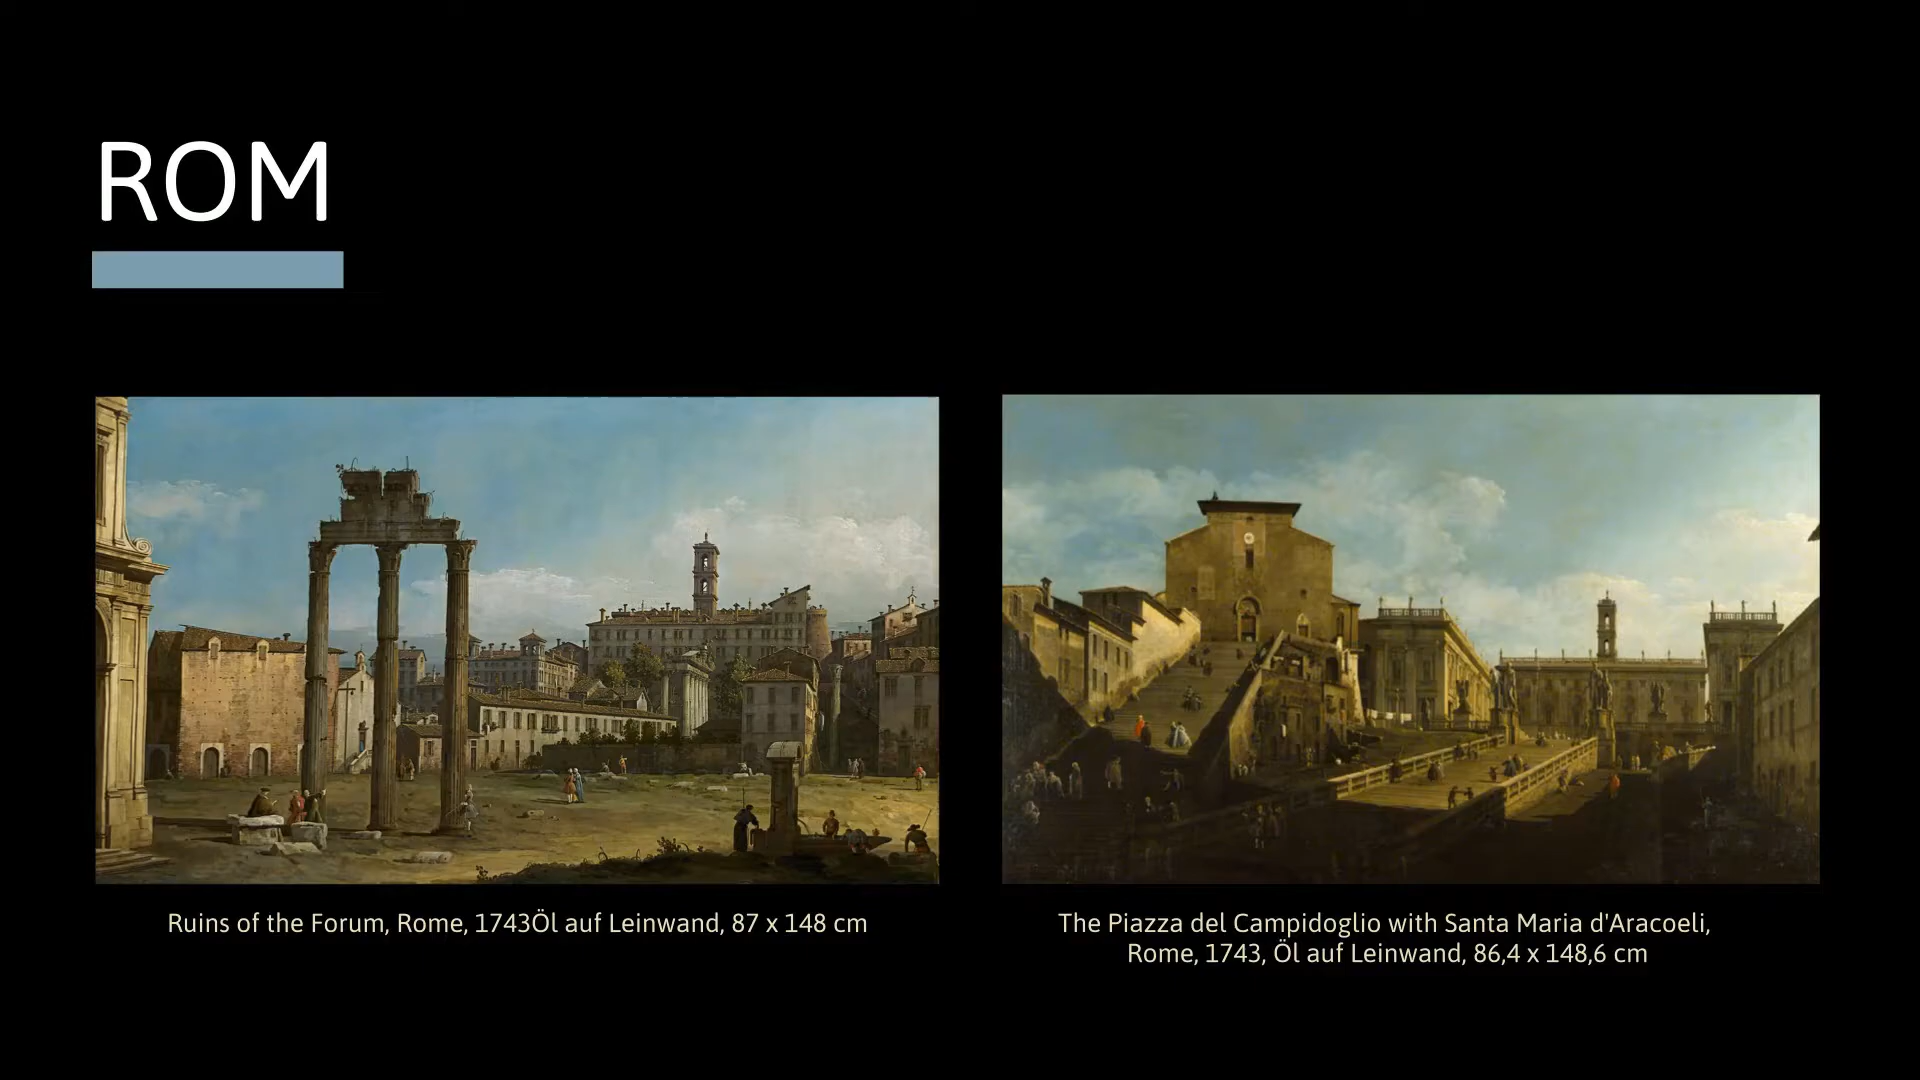 ROM
Ruins of the Forum, Rome, 1743Öl auf Leinwand, 87 x 148 cm
The Piazza del Campidoglio with Santa Maria d'Aracoeli,
Rome, 1743, Öl auf Leinwand, 86,4 x 148,6 cm